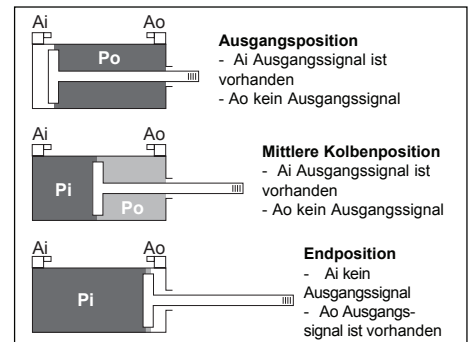 Ai Ao
Po
Ausgangsposition
- Ai Ausgangssignal ist
vorhanden
- Ao kein Ausgangssignal
Ai Ao
Pi
Po
Mittlere Kolbenposition
- Ai Ausgangssignal ist
vorhanden
- Ao kein Ausgangssignal
Ai Ao
Pi
Endposition
- Ai kein
Ausgangssignal
- Ao Ausgangs-
signal ist vorhanden